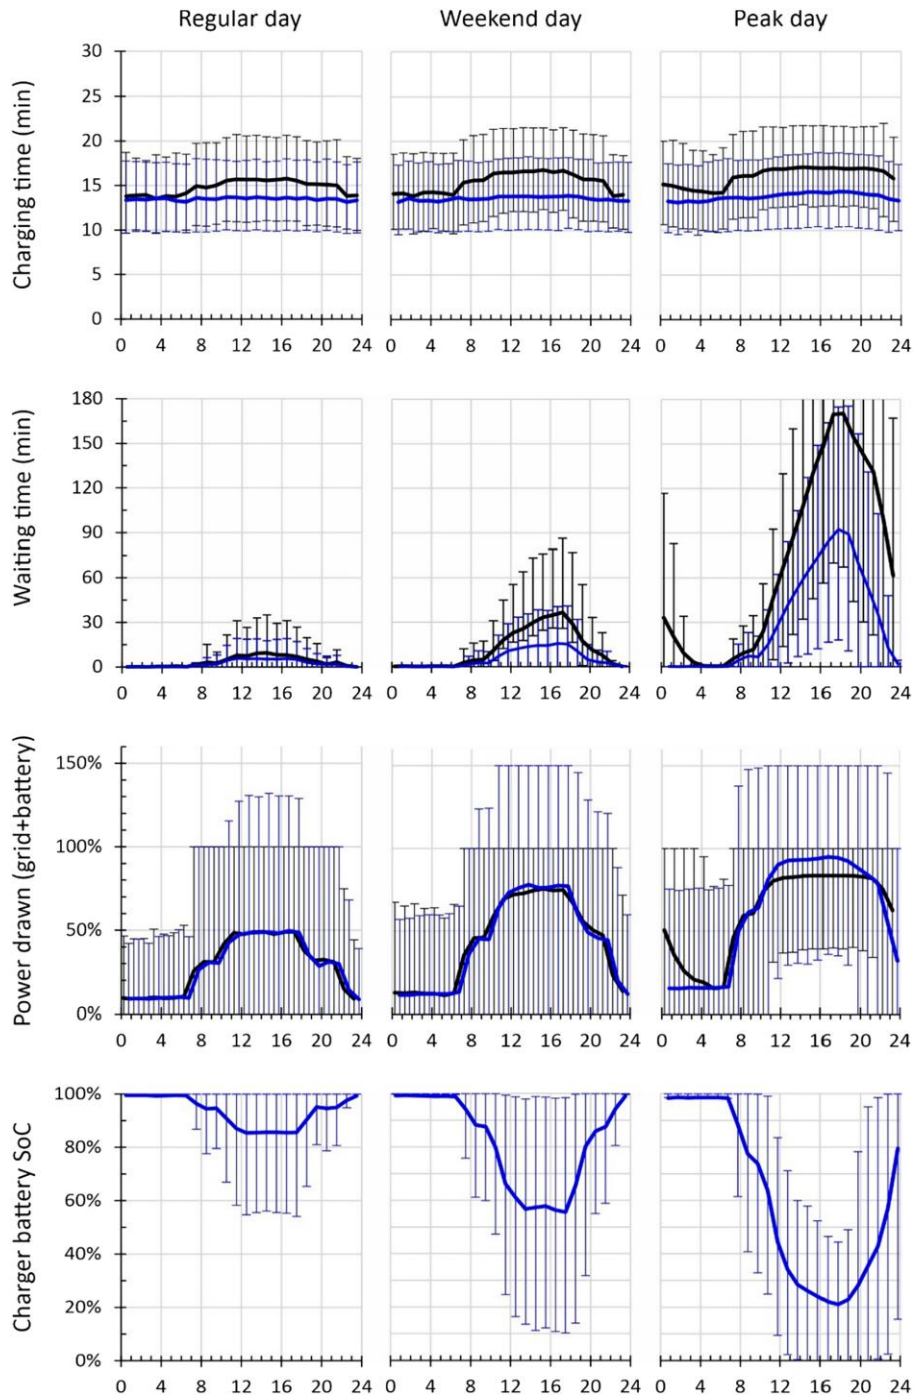 Regular day Weekend day Peak day
Charging time (min)
30
25
20
15
10
5
0
0 4 8 12 16 20 24 0 4 8 12 16 20 24 0 4 8 12 16 20 24
Waiting time (min)
180
150
120
90
60
30
0
0 4 8 12 16 20 24 0 4 8 12 16 20 24 0 4 8 12 16 20 24
Power drawn (grid+battery)
150%
100%
50%
0%
0 4 8 12 16 20 24 0 4 8 12 16 20 24 0 4 8 12 16 20 24
Charger battery SoC
100%
80%
60%
40%
20%
0%
0 4 8 12 16 20 24 0 4 8 12 16 20 24 0 4 8 12 16 20 24